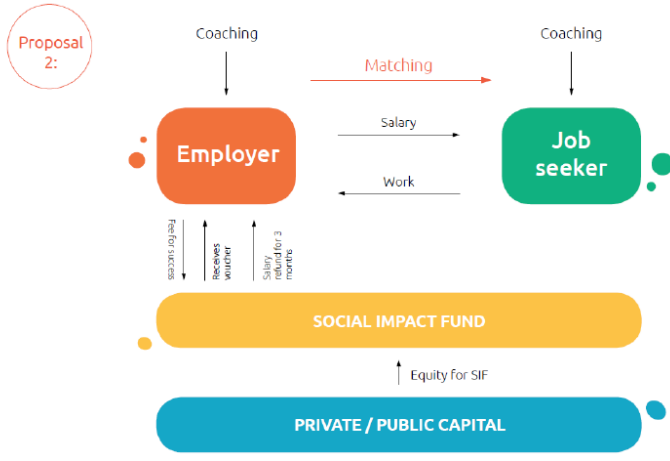 Proposal
2:
Coaching
Coaching
Matching
Employer
Salary
Job
seeker
Work
Fee for
success
Receives
voucher
Salary
refund for 3
months
SOCIAL IMPACT FUND
Equity for SIF
PRIVATE / PUBLIC CAPITAL